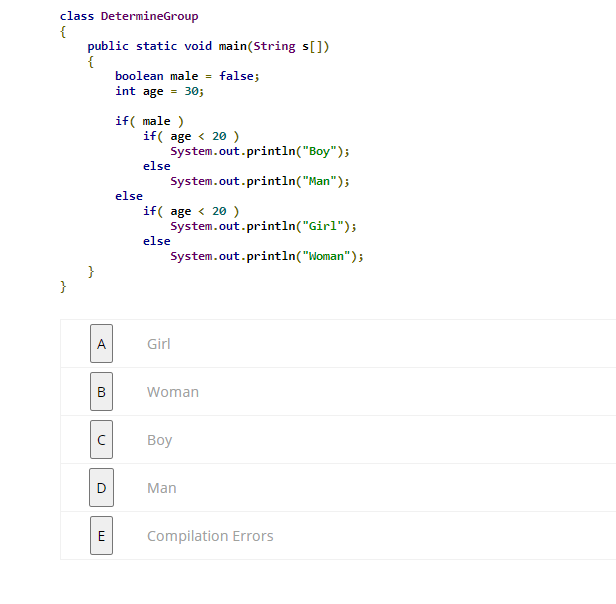 class DetermineGroup
{
    public static void main(String s[])
    {
        boolean male = false;
        int age = 30;

        if( male )
            if( age < 20 )
                System.out.println("Boy");
            else
                System.out.println("Man");
        else
            if( age < 20 )
                System.out.println("Girl");
            else
                System.out.println("Woman");
    }
}
A Girl
B Woman
C Boy
D Man
E Compilation Errors